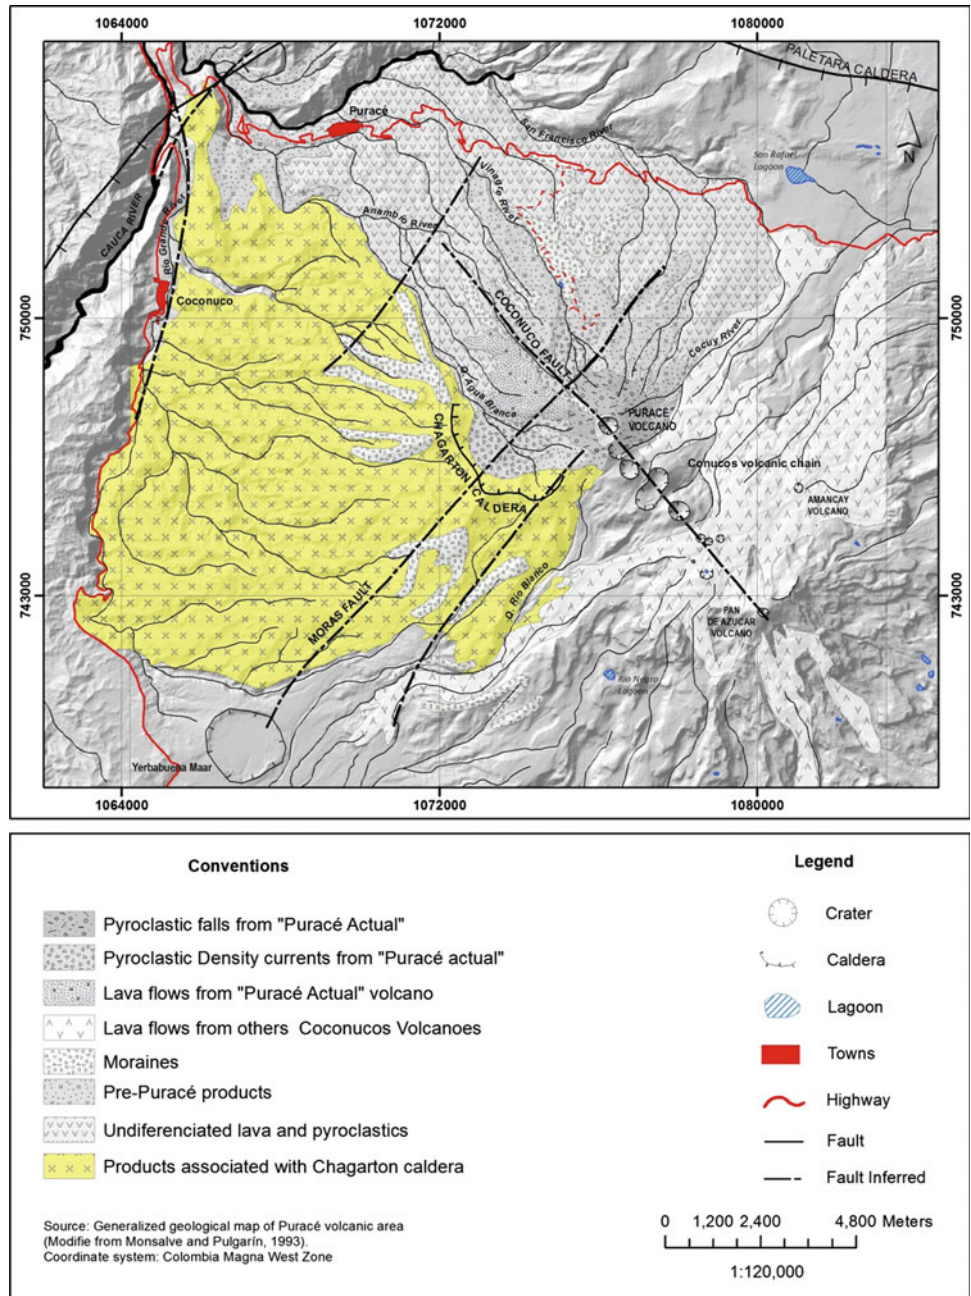 1064000
1072000
1080000
PALETARA CALDERA
Puracé
San Francisco River
San Rafael
Lagoon
N
CAUCA RIVER
Rio Grande River
Vinagre River
Anambio River
Coconuco
750000
750000
COCONUCO FAULT
Cocuy River
Q. Agua Blanca
PURACÉ
VOLCANO
CHAGARTON CALDERA
Conucos volcanic chain
AMANCAY
VOLCANO
743000
743000
MORAS FAULT
Q. Rio Blanco
PAN
DE AZUCAR
VOLCANO
Rio Negro
Lagoon
Yerbabuena Maar
1064000
1072000
1080000
Conventions
Pyroclastic falls from "Puracé Actual"
Pyroclastic Density currents from "Puracé actual"
Lava flows from "Puracé Actual" volcano
Lava flows from others Coconucos Volcanoes
Moraines
Pre-Puracé products
Undiferenciated lava and pyroclastics
Products associated with Chagarton caldera
Source: Generalized geological map of Puracé volcanic area
(Modifie from Monsalve and Pulgarín, 1993).
Coordinate system: Colombia Magna West Zone
Legend
Crater
Caldera
Lagoon
Towns
Highway
Fault
Fault Inferred
0 1,200 2,400 4,800 Meters
1:120,000